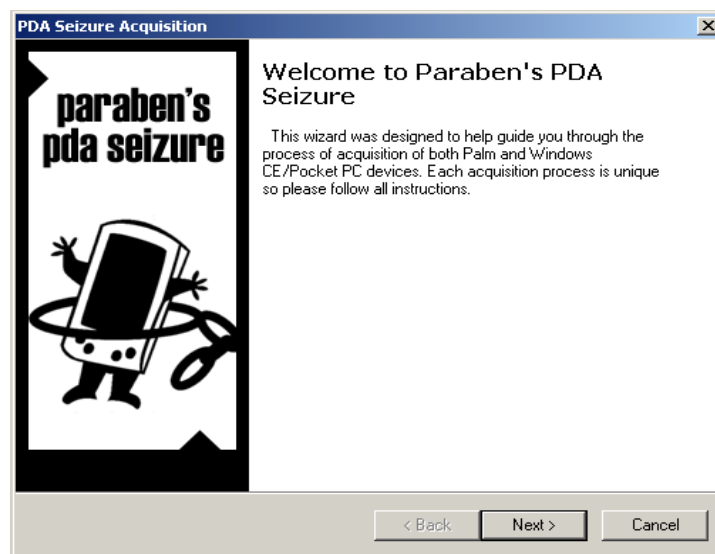 PDA Seizure Acquisition
paraben's
pda seizure
Welcome to Paraben's PDA
Seizure
This wizard was designed to help guide you through the
process of acquisition of both Palm and Windows
CE/Pocket PC devices. Each acquisition process is unique
so please follow all instructions.
< Back
Next >
Cancel